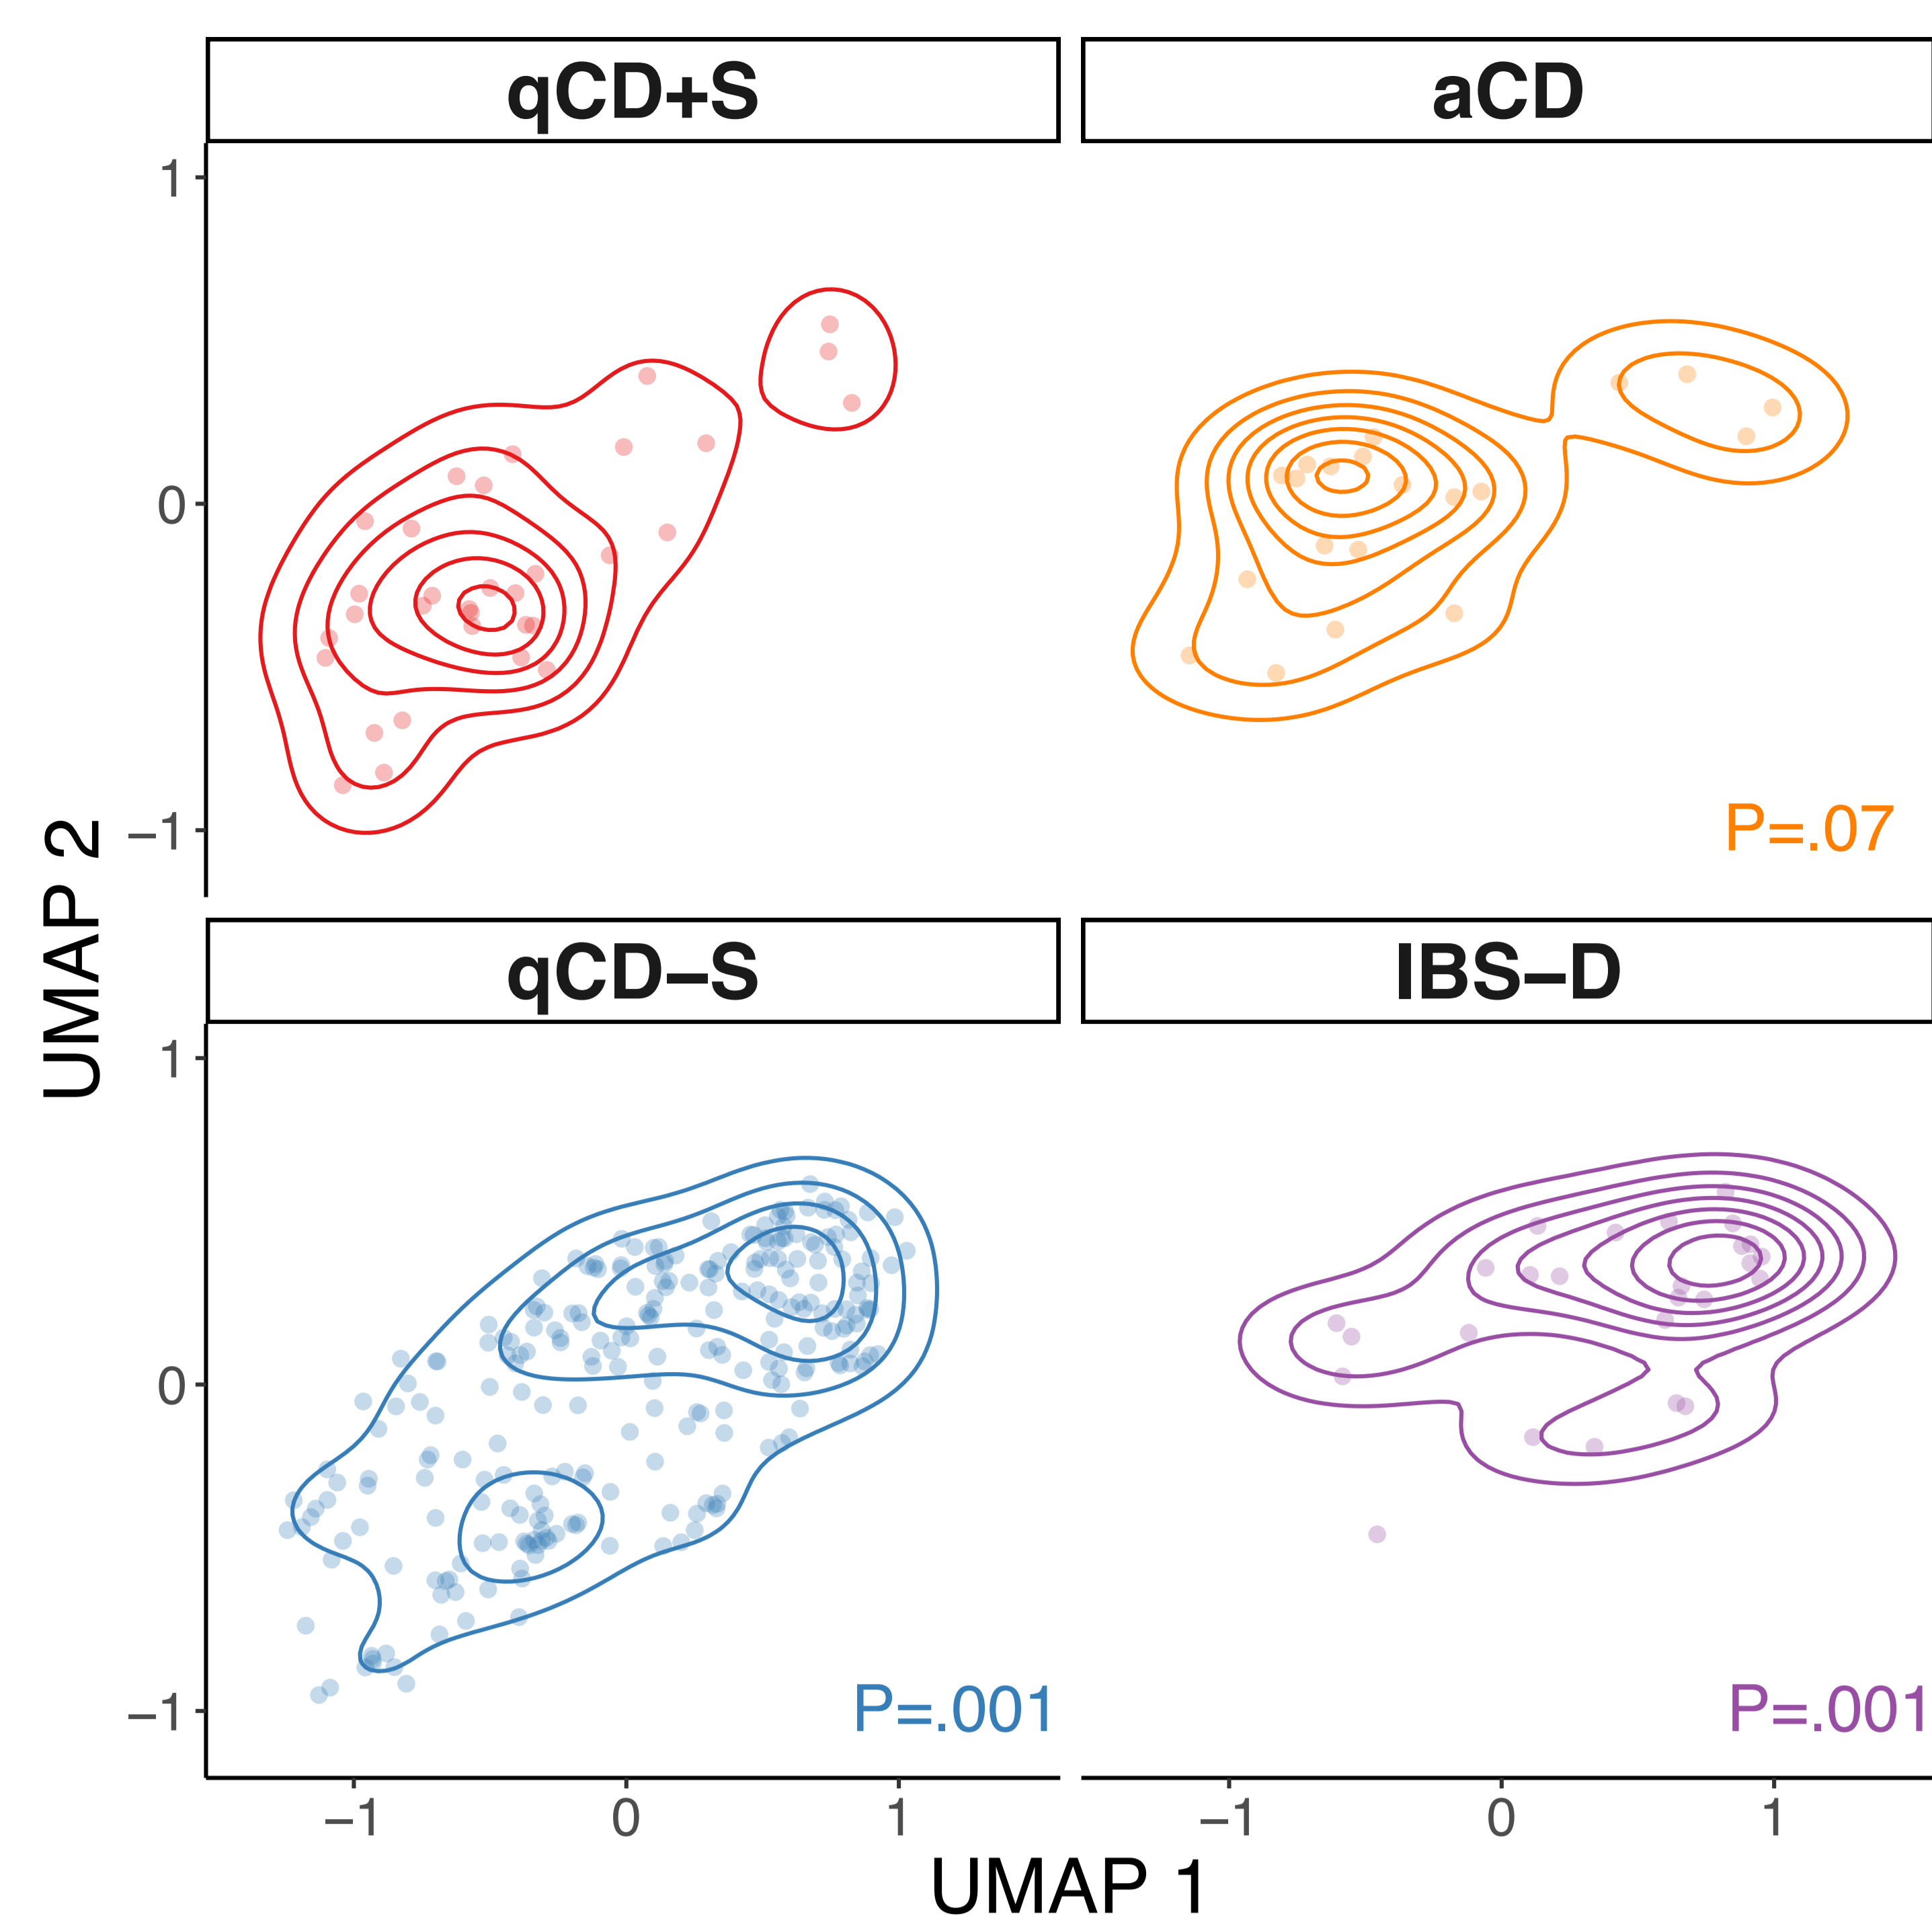 qCD+S
aCD
1
0
−1
P=.07
UMAP 2
qCD−S
IBS−D
1
0
−1
P=.001
P=.001
−1
0
1
−1
0
1
UMAP 1